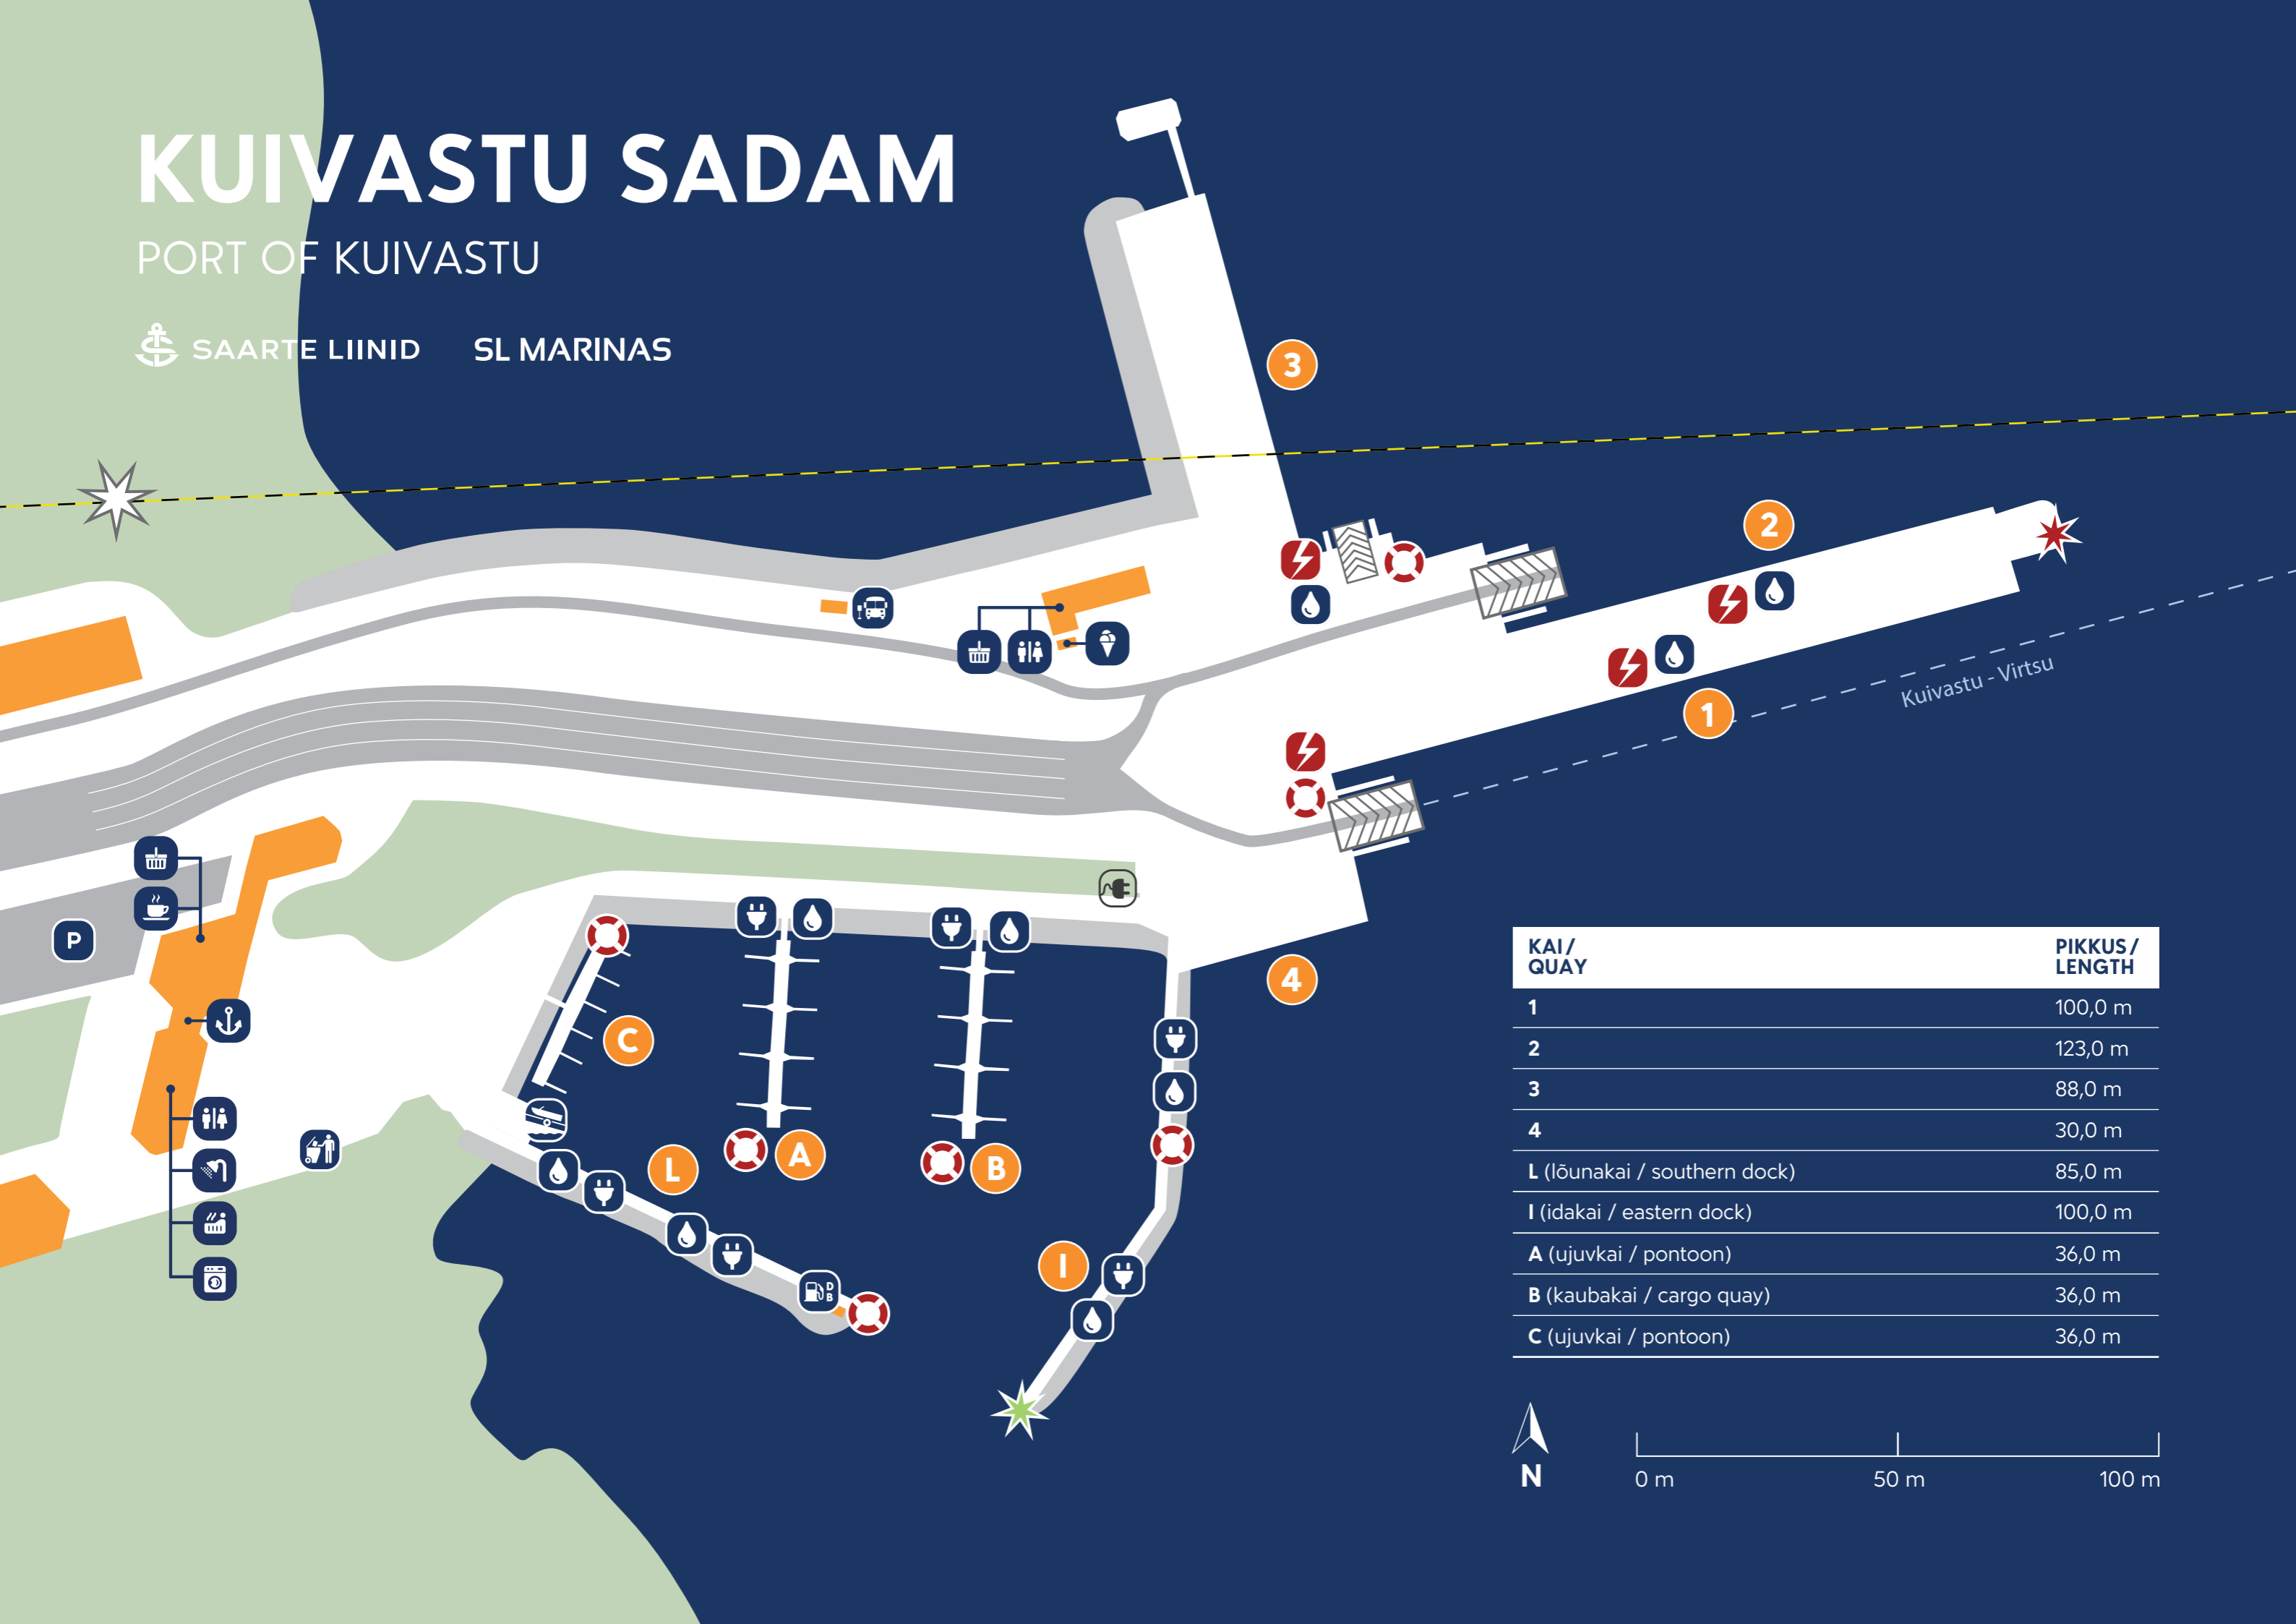 KUIVASTU SADAM
PORT OF KUIVASTU
SAARTE LIINID SL MARINAS
3
2
1
Kuivastu - Virtsu
P
4
C
L
A
B
I
D
B
KAI/ PIKKUS/
QUAY LENGTH
1 100,0 m
2 123,0 m
3 88,0 m
4 30,0 m
L (lõunakai / southern dock) 85,0 m
I (idakai / eastern dock) 100,0 m
A (ujuvkai / pontoon) 36,0 m
B (kaubakai / cargo quay) 36,0 m
C (ujuvkai / pontoon) 36,0 m
N
0 m 50 m 100 m